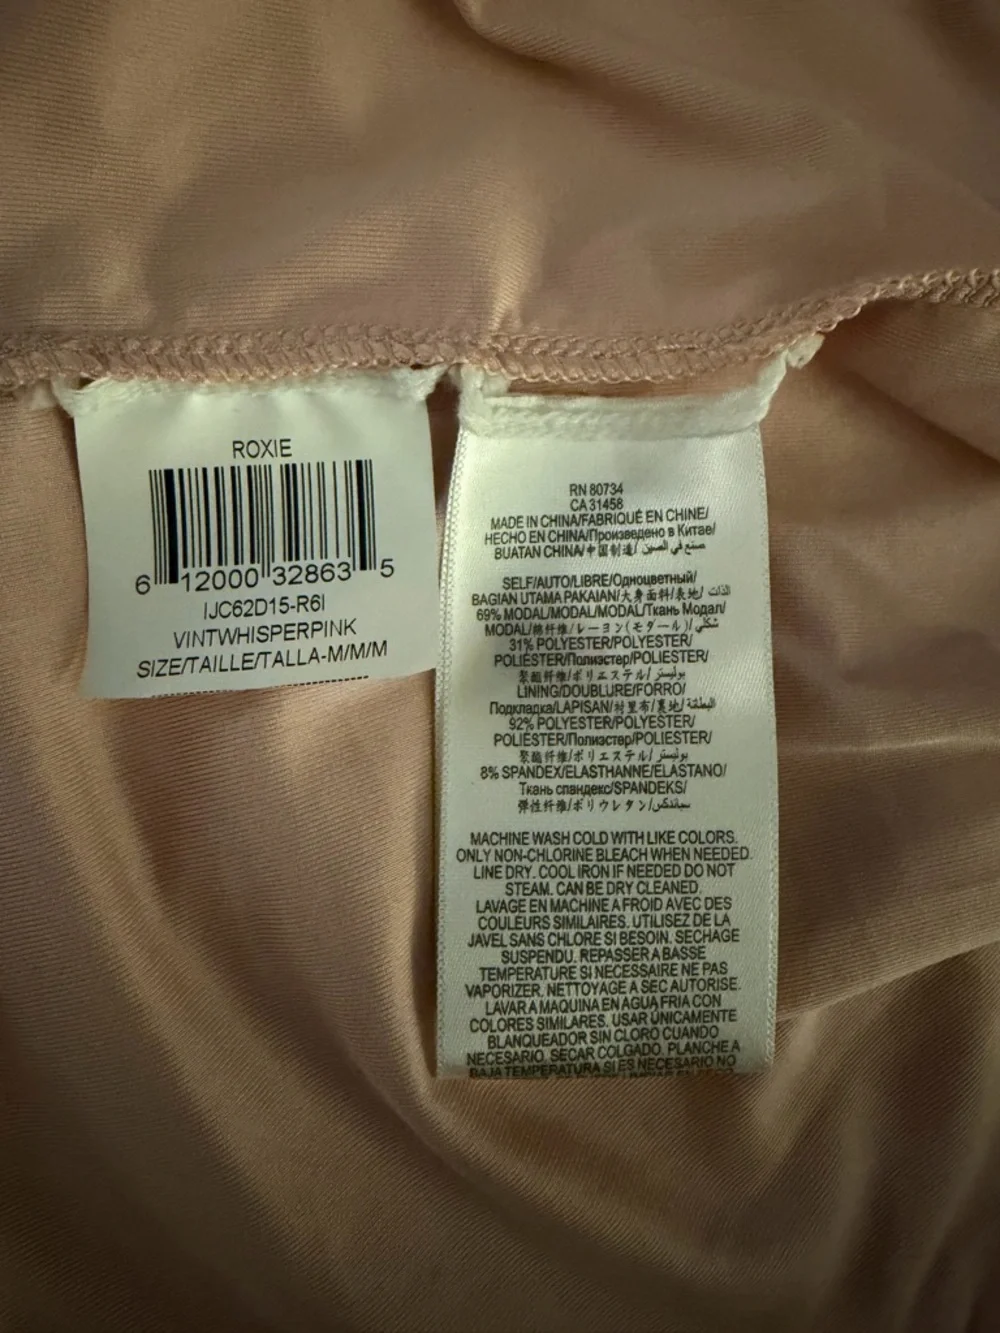 ROXIE
6 12000 32863 5
IJC62D15-R6I
VINTWHISPERPINK
SIZE/TAILLE/TALLA-M/M/M
RN 80734
CA 31458
MADE IN CHINA/FABRIQUÉ EN CHINE/
HECHO EN CHINA/Произведено в Китае/
BUATAN CHINA/中国制造/ صنع في الصين
SELF/AUTO/LIBRE/Одноцветный/
BAGIAN UTAMA PAKAIAN/大身面料/表地/ الذات
69% MODAL/MODAL/MODAL/Ткань Модал/
MODAL/棉纤维/レーヨン(モダール)/
31% POLYESTER/POLYESTER/
POLIÉSTER/Полиэстер/POLIESTER/
聚酯纤维/ポリエステル/ بوليستر
LINING/DOUBLURE/FORRO/
Подкладка/LAPISAN/衬里布/裏地/ البطانة
92% POLYESTER/POLYESTER/
POLIÉSTER/Полиэстер/POLIESTER/
聚酯纤维/ポリエステル/ بوليستر
8% SPANDEX/ELASTHANNE/ELASTANO/
Ткань спандекс/SPANDEKS/
弹性纤维/ポリウレタン/سباندكس
MACHINE WASH COLD WITH LIKE COLORS.
ONLY NON-CHLORINE BLEACH WHEN NEEDED.
LINE DRY. COOL IRON IF NEEDED DO NOT
STEAM. CAN BE DRY CLEANED.
LAVAGE EN MACHINE A FROID AVEC DES
COULEURS SIMILAIRES. UTILISEZ DE LA
JAVEL SANS CHLORE SI BESOIN. SECHAGE
SUSPENDU. REPASSER A BASSE
TEMPERATURE SI NECESSAIRE NE PAS
VAPORIZER. NETTOYAGE A SEC AUTORISE.
LAVAR A MAQUINA EN AGUA FRIA CON
COLORES SIMILARES. USAR ÚNICAMENTE
BLANQUEADOR SIN CLORO CUANDO
NECESARIO. SECAR COLGADO. PLANCHE A
BAJA TEMPERATURA SI ES NECESARIO NO